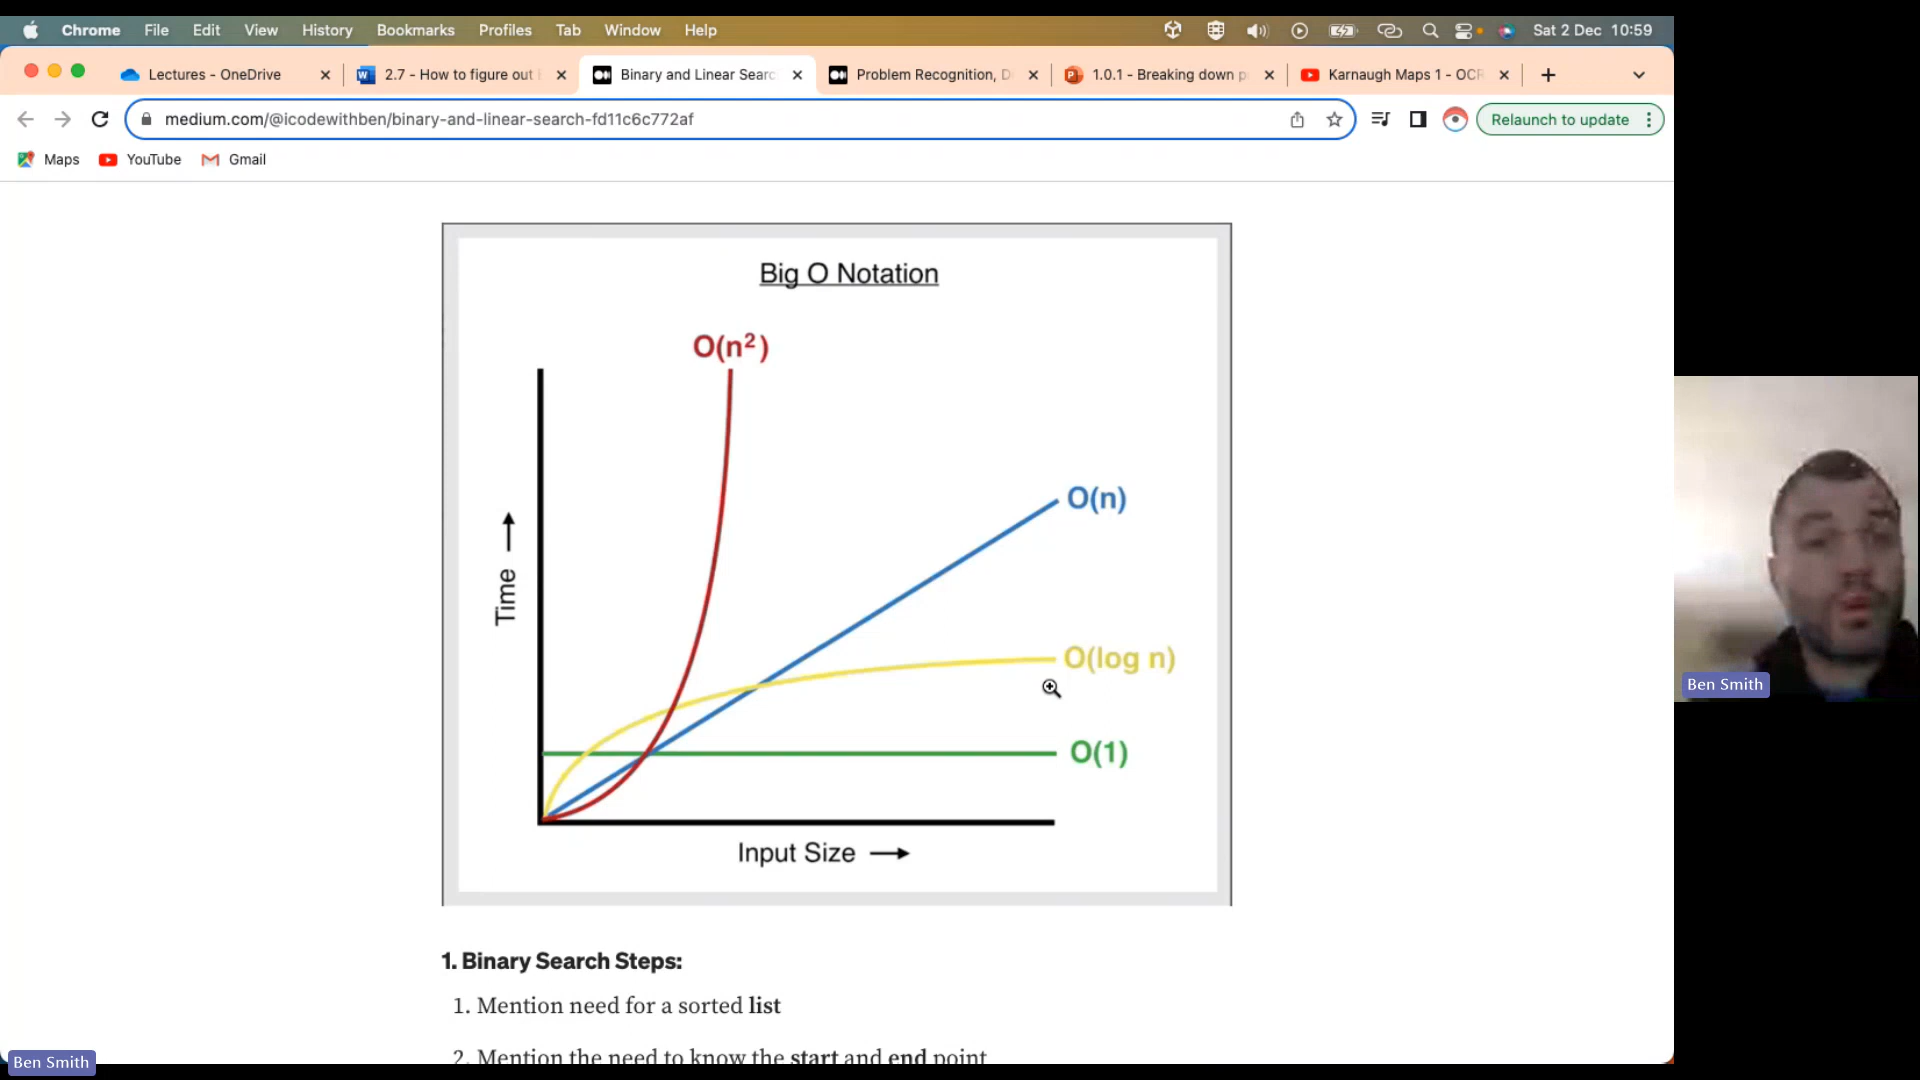 Chrome File Edit View History Bookmarks Profiles Tab Window Help Sat 2 Dec 10:59
Lectures - OneDrive 2.7 - How to figure out Binary and Linear Searc Problem Recognition, D 1.0.1 - Breaking down p Karnaugh Maps 1 - OCR
medium.com/@icodewithben/binary-and-linear-search-fd11c6c772af Relaunch to update
Maps YouTube Gmail
Big O Notation
O(n²)
O(n)
Time
O(log n)
O(1)
Input Size
Ben Smith
1. Binary Search Steps:
1. Mention need for a sorted list
2. Mention the need to know the start and end point
Ben Smith